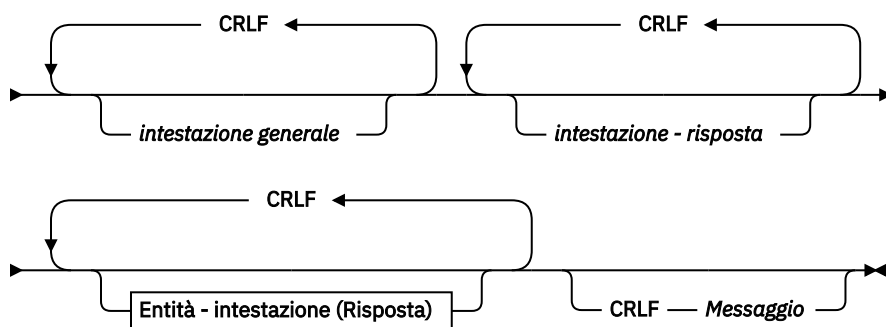 CRLF CRLF
intestazione generale intestazione - risposta
CRLF
Entità - intestazione (Risposta) CRLF Messaggio